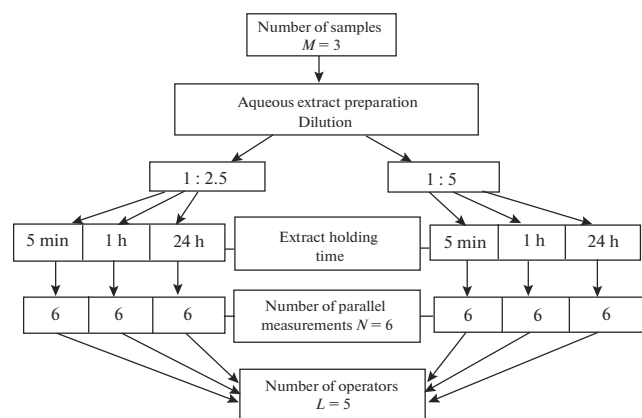 Number of samples
M = 3
Aqueous extract preparation
Dilution
1 : 2.5
1 : 5
5 min 1 h 24 h
Extract holding
time
5 min 1 h 24 h
6 6 6
Number of parallel
measurements N = 6
6 6 6
Number of operators
L = 5